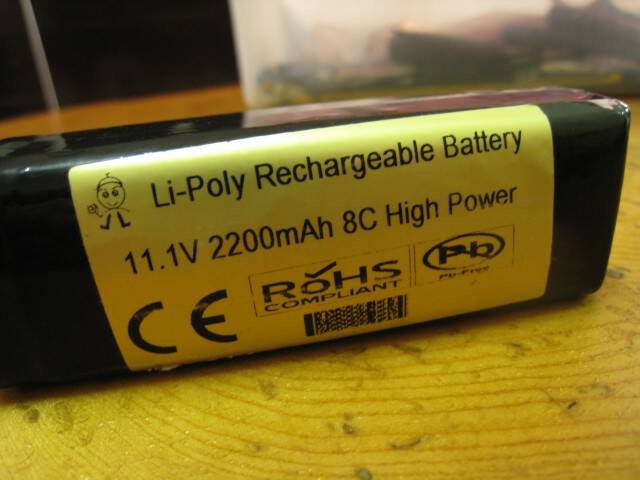 Li-Poly Rechargeable Battery
11.1V 2200mAh 8C High Power
CE
RoHS
COMPLIANT
Pb
Pb-Free